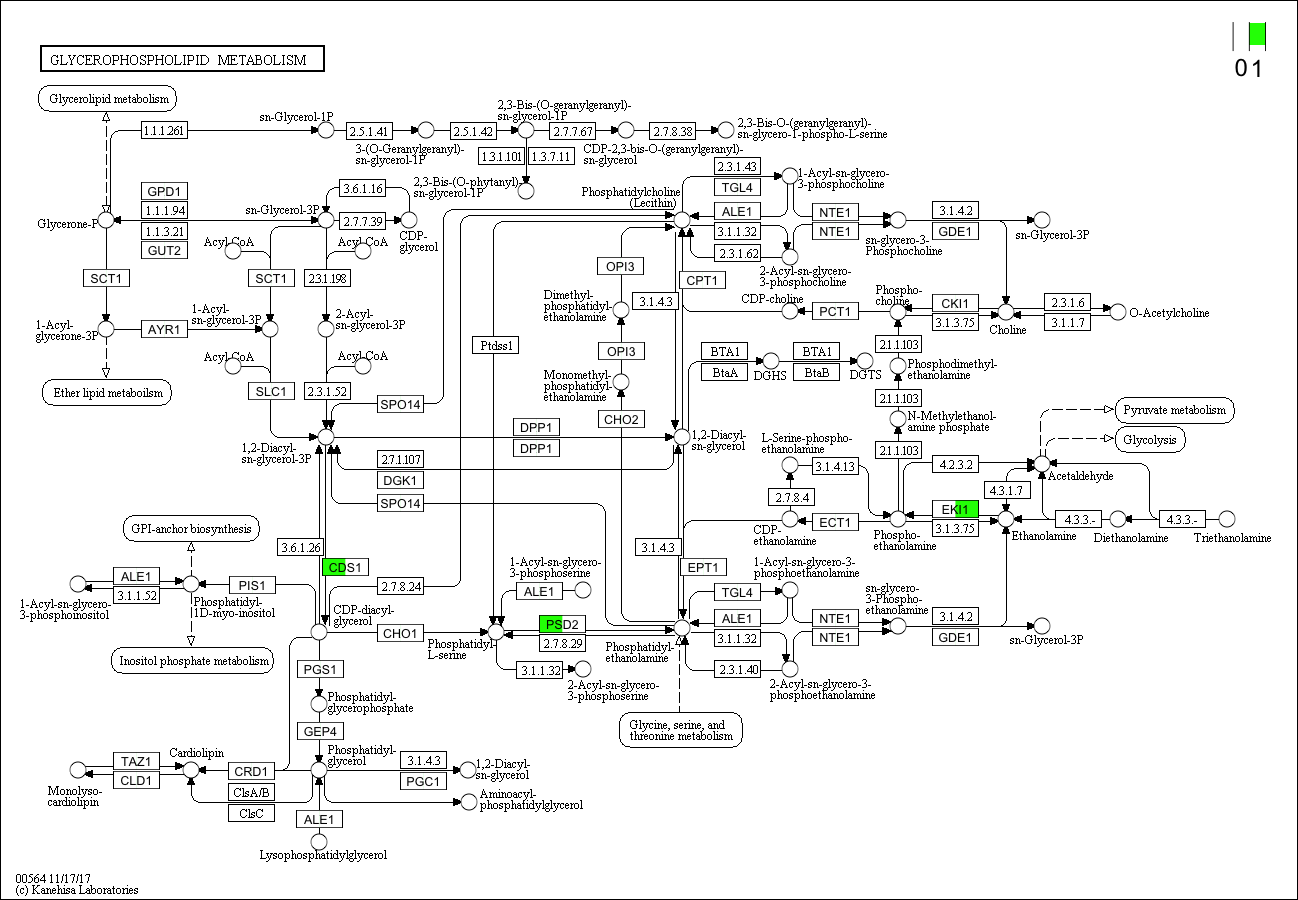 0 1
GLYCEROPHOSPHOLIPID METABOLISM
Glycerolipid metabolism
1.1.1.261
sn-Glycerol-1P
2.5.1.41
3-(O-Geranylgeranyl)-
sn-glycerol-1P
2.5.1.42
2,3-Bis-(O-geranylgeranyl)-
sn-glycerol-1P
2.7.7.67
CDP-2,3-bis-O-(geranylgeranyl)-
sn-glycerol
2.7.8.38
2,3-Bis-O-(geranylgeranyl)-
sn-glycero-1-phospho-L-serine
1.3.1.101
1.3.7.11
2,3-Bis-(O-phytanyl)-
sn-glycerol-1P
GPD1
1.1.1.94
1.1.3.21
GUT2
Glycerone-P
sn-Glycerol-3P
3.6.1.16
2.7.7.39
CDP-
glycerol
Acyl-CoA
Acyl-CoA
SCT1
SCT1
2.3.1.198
1-Acyl-
glycerone-3P
AYR1
1-Acyl-
sn-glycerol-3P
2-Acyl-
sn-glycerol-3P
Acyl-CoA
Acyl-CoA
Ether lipid metaboilsm
SLC1
2.3.1.52
SPO14
1,2-Diacyl-
sn-glycerol-3P
DPP1
DPP1
2.7.1.107
DGK1
SPO14
Phosphatidylcholine
(Lecithin)
2.3.1.43
TGL4
ALE1
3.1.1.32
2.3.1.62
1-Acyl-sn-glycero-
3-phosphocholine
2-Acyl-sn-glycero-
3-phosphocholine
NTE1
NTE1
sn-glycero-3-
Phosphocholine
3.1.4.2
GDE1
sn-Glycerol-3P
OPI3
CPT1
3.1.4.3
Dimethyl-
phosphatidyl-
ethanolamine
CDP-choline
PCT1
Phospho-
choline
CKI1
3.1.3.75
Choline
2.3.1.6
3.1.1.7
O-Acetylcholine
Ptdss1
OPI3
Monomethyl-
phosphatidyl-
ethanolamine
CHO2
BTA1
BtaA
DGHS
BTA1
BtaB
DGTS
2.1.1.103
Phosphodimethyl-
ethanolamine
2.1.1.103
N-Methylethanol-
amine phosphate
2.1.1.103
Pyruvate metabolism
Glycolysis
1,2-Diacyl-
sn-glycerol
L-Serine-phospho-
ethanolamine
3.1.4.13
4.2.3.2
Acetaldehyde
2.7.8.4
4.3.1.7
CDP-
ethanolamine
ECT1
Phospho-
ethanolamine
EKI1
3.1.3.75
Ethanolamine
4.3.3.-
Diethanolamine
4.3.3.-
Triethanolamine
GPI-anchor biosynthesis
3.6.1.26
CDS1
2.7.8.24
3.1.4.3
EPT1
1-Acyl-sn-glycero-3-
phosphoethanolamine
1-Acyl-sn-glycero-
3-phosphoserine
ALE1
ALE1
3.1.1.52
1-Acyl-sn-glycero-
3-phosphoinositol
Phosphatidyl-
1D-myo-inositol
PIS1
CDP-diacyl-
glycerol
CHO1
Phosphatidyl-
L-serine
PSD2
2.7.8.29
3.1.1.32
2-Acyl-sn-glycero-
3-phosphoserine
Phosphatidyl-
ethanolamine
TGL4
ALE1
3.1.1.32
2.3.1.40
2-Acyl-sn-glycero-3-
phosphoethanolamine
NTE1
NTE1
sn-glycero-
3-Phospho-
ethanolamine
3.1.4.2
GDE1
sn-Glycerol-3P
Inositol phosphate metabolism
PGS1
Phosphatidyl-
glycerophosphate
GEP4
Glycine, serine, and
threonine metabolism
Phosphatidyl-
glycerol
TAZ1
CLD1
Monolyso-
cardiolipin
Cardiolipin
CRD1
ClsA/B
ClsC
3.1.4.3
PGC1
1,2-Diacyl-
sn-glycerol
Aminoacyl-
phosphatidylglycerol
ALE1
Lysophosphatidylglycerol
00564 11/17/17
(c) Kanehisa Laboratories